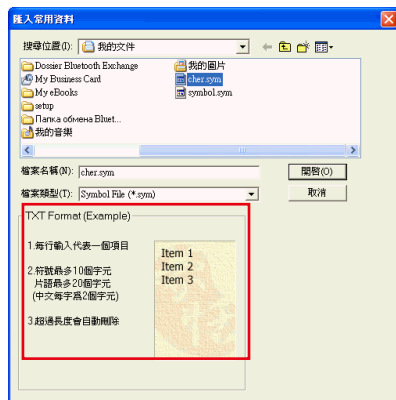 匯入常用資料
搜尋位置(I): 我的文件
Dossier Bluetooth Exchange
My Business Card
My eBooks
setup
Папка обмена Bluet...
我的音樂
我的圖片
cher.sym
symbol.sym
檔案名稱(N): cher.sym
開啓(O)
檔案類型(T): Symbol File (*.sym)
取消
TXT Format (Example)
1.每行輸入代表一個項目
2.符號最多10個字元
片語最多20個字元
(中文每字爲2個字元)
3.超過長度會自動刪除
Item 1
Item 2
Item 3